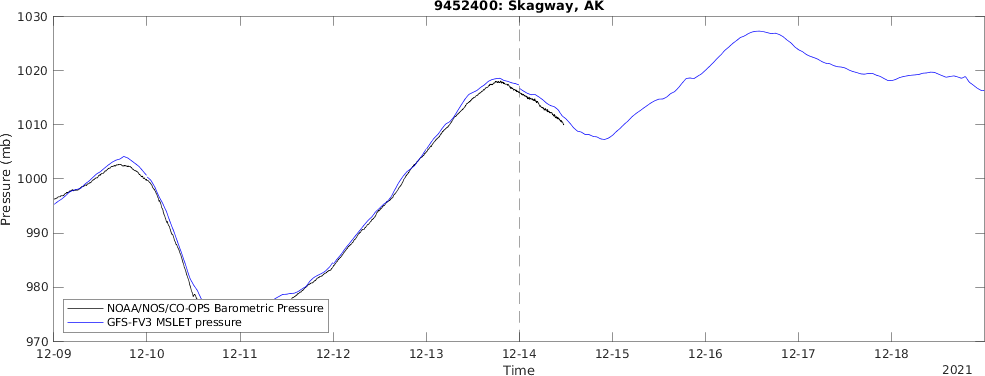 9452400: Skagway, AK
1030
1020
1010
1000
990
980
970
Pressure (mb)
NOAA/NOS/CO-OPS Barometric Pressure
GFS-FV3 MSLET pressure
12-09 12-10 12-11 12-12 12-13 12-14 12-15 12-16 12-17 12-18
Time
2021